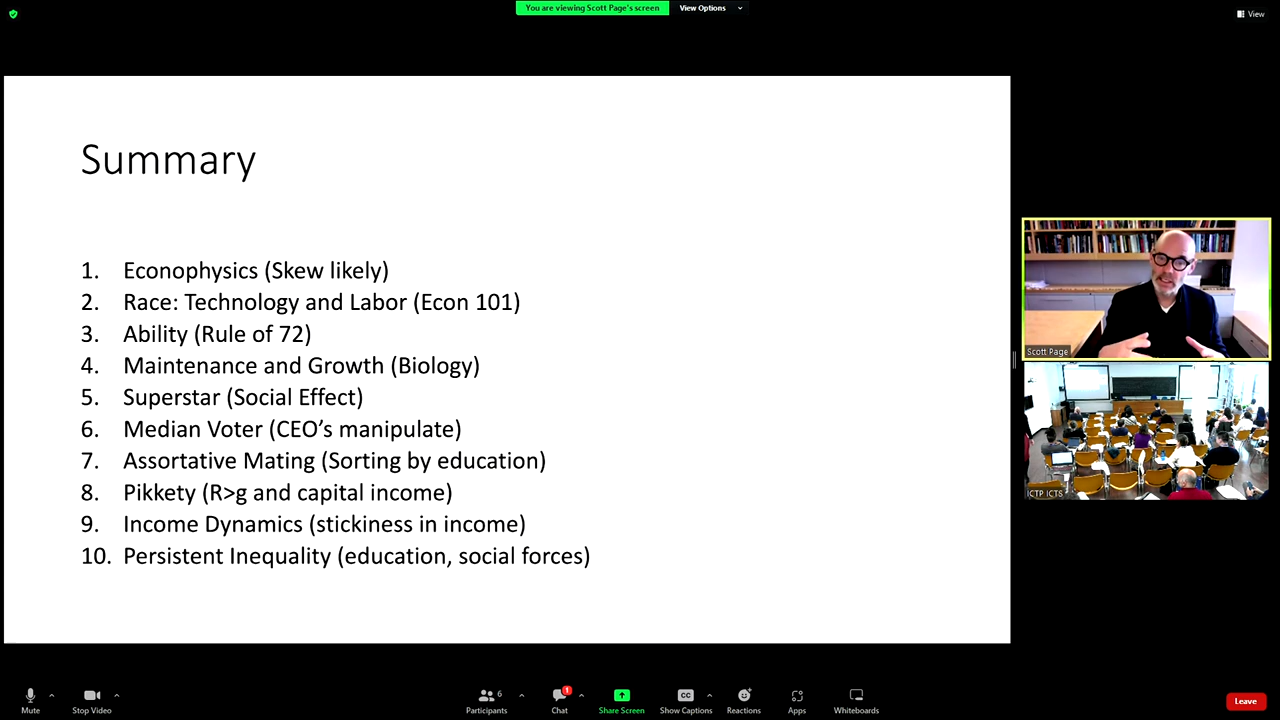 You are viewing Scott Page's screen
View Options
View
Summary
1. Econophysics (Skew likely)
2. Race: Technology and Labor (Econ 101)
3. Ability (Rule of 72)
4. Maintenance and Growth (Biology)
5. Superstar (Social Effect)
6. Median Voter (CEO's manipulate)
7. Assortative Mating (Sorting by education)
8. Pikkety (R>g and capital income)
9. Income Dynamics (stickiness in income)
10. Persistent Inequality (education, social forces)
Scott Page
ICTP ICTS
Mute
Stop Video
Participants 6
Chat 1
Share Screen
CC Show Captions
Reactions
Apps
Whiteboards
Leave